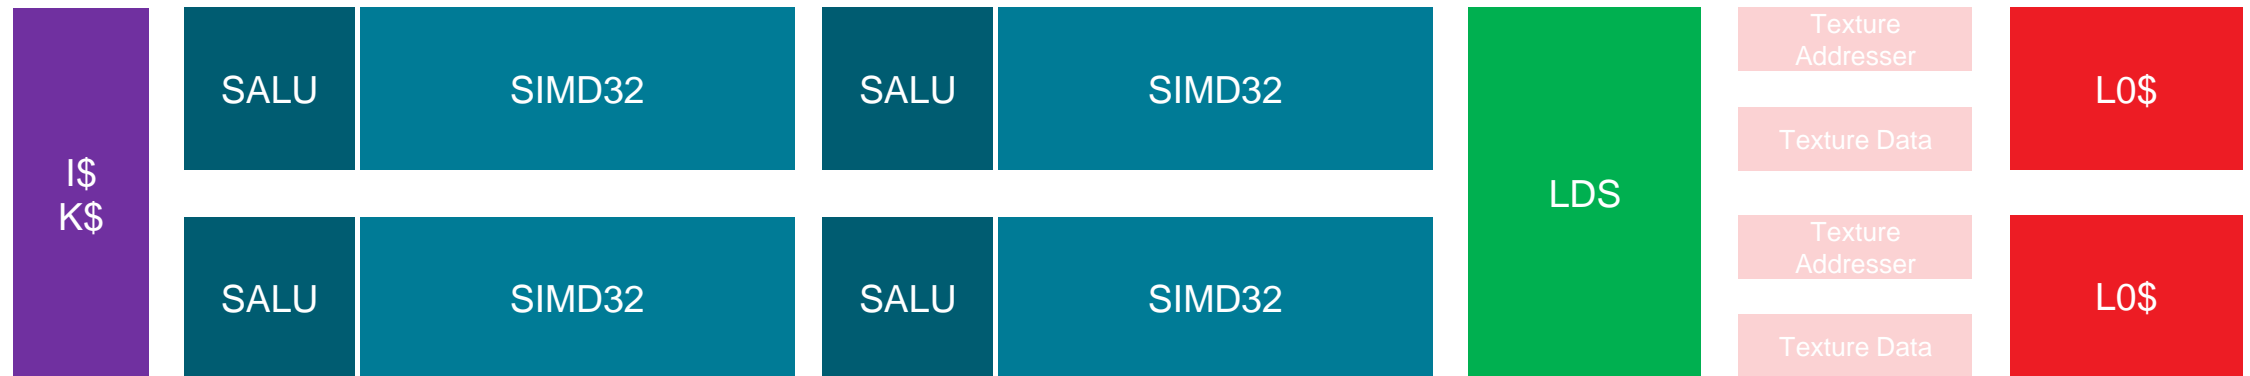 I$
K$
SALU
SIMD32
SALU
SIMD32
SALU
SIMD32
SALU
SIMD32
LDS
Texture
Addresser
Texture Data
Texture
Addresser
Texture Data
L0$
L0$